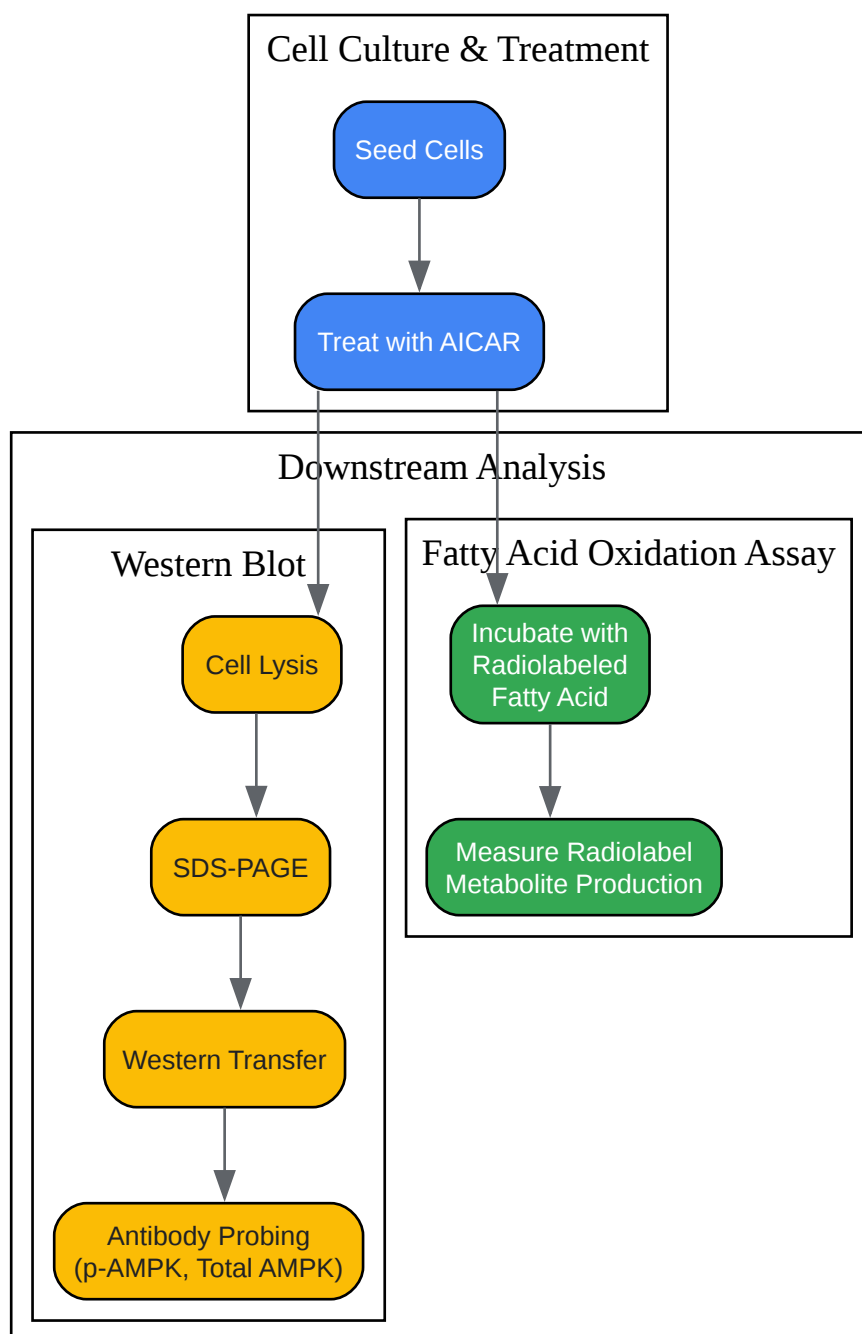 Cell Culture & Treatment
Seed Cells
Treat with AICAR
Downstream Analysis
Western Blot
Cell Lysis
SDS-PAGE
Western Transfer
Antibody Probing
(p-AMPK, Total AMPK)
Fatty Acid Oxidation Assay
Incubate with
Radiolabeled
Fatty Acid
Measure Radiolabel
Metabolite Production